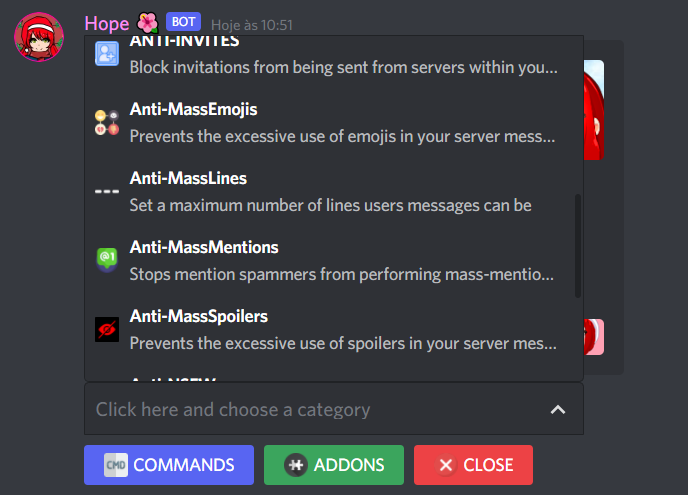 Hope BOT Hoje às 10:51
ANTI-INVITES
Block invitations from being sent from servers within you...
Anti-MassEmojis
Prevents the excessive use of emojis in your server mess...
Anti-MassLines
Set a maximum number of lines users messages can be
Anti-MassMentions
@1
Stops mention spammers from performing mass-mentio...
Anti-MassSpoilers
Prevents the excessive use of spoilers in your server mes...
Anti-NSFW
Click here and choose a category
CMD COMMANDS ADDONS CLOSE